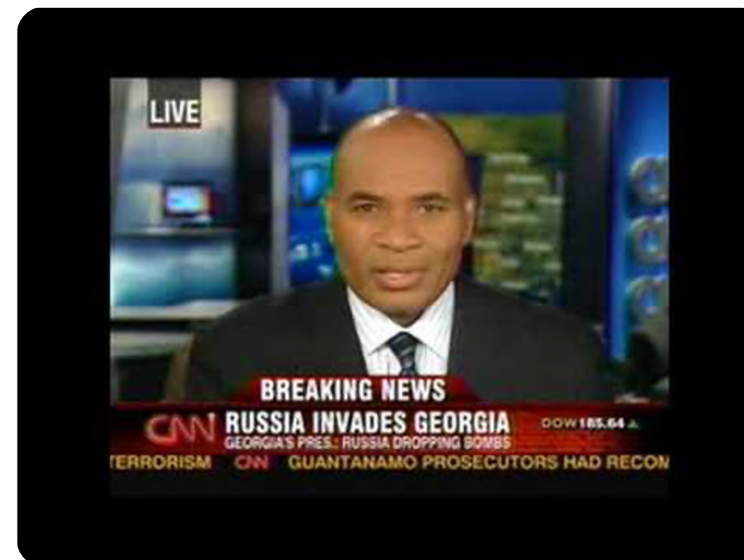 LIVE
BREAKING NEWS
CNN RUSSIA INVADES GEORGIA DOW 185.64
GEORGIA'S PRES.: RUSSIA DROPPING BOMBS
TERRORISM CNN GUANTANAMO PROSECUTORS HAD RECOM